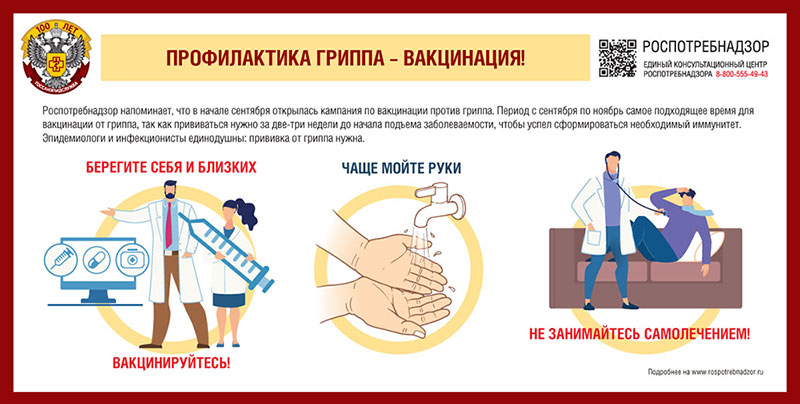 100 ЛЕТ
ГОССАНЭПИДСЛУЖБА
ПРОФИЛАКТИКА ГРИППА - ВАКЦИНАЦИЯ!
РОСПОТРЕБНАДЗОР
ЕДИНЫЙ КОНСУЛЬТАЦИОННЫЙ ЦЕНТР
РОСПОТРЕБНАДЗОРА 8-800-555-49-43
Роспотребнадзор напоминает, что в начале сентября открылась кампания по вакцинации против гриппа. Период с сентября по ноябрь самое подходящее время для
вакцинации от гриппа, так как прививаться нужно за две-три недели до начала подъема заболеваемости, чтобы успел сформироваться необходимый иммунитет.
Эпидемиологи и инфекционисты единодушны: прививка от гриппа нужна.
БЕРЕГИТЕ СЕБЯ И БЛИЗКИХ
ВАКЦИНИРУЙТЕСЬ!
ЧАЩЕ МОЙТЕ РУКИ
НЕ ЗАНИМАЙТЕСЬ САМОЛЕЧЕНИЕМ!
Подробнее на www.rospotrebnadzor.ru